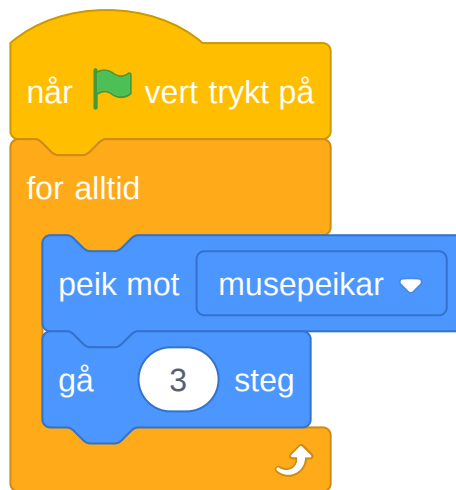 når vert trykt på
for alltid
peik mot musepeikar
gå 3 steg